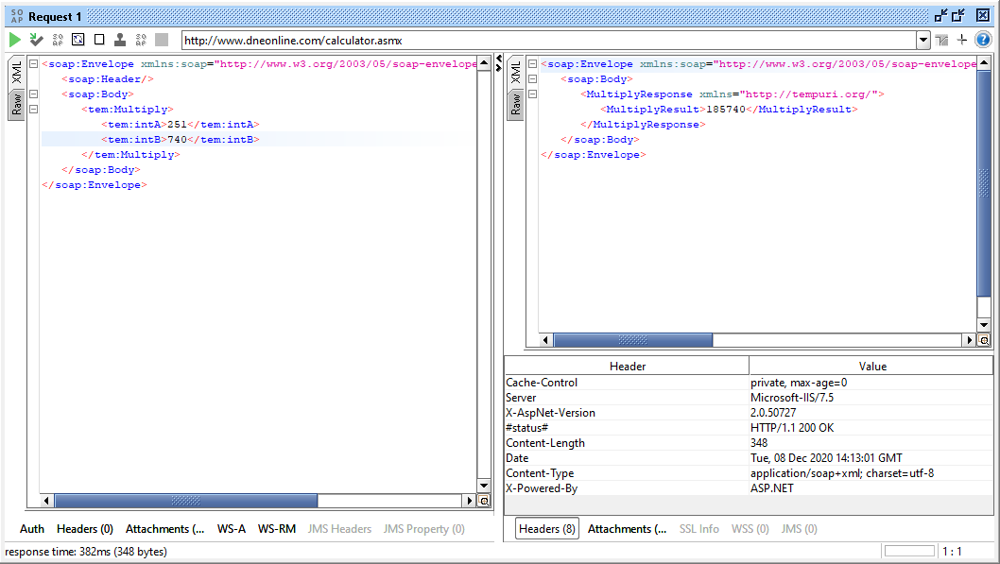 SO AP Request 1
http://www.dneonline.com/calculator.asmx
XML
Raw
<soap:Envelope xmlns:soap="http://www.w3.org/2003/05/soap-envelope
<soap:Header/>
<soap:Body>
<tem:Multiply>
<tem:intA>251</tem:intA>
<tem:intB>740</tem:intB>
</tem:Multiply>
</soap:Body>
</soap:Envelope>
XML
Raw
<soap:Envelope xmlns:soap="http://www.w3.org/2003/05/soap-envelope
<soap:Body>
<MultiplyResponse xmlns="http://tempuri.org/">
<MultiplyResult>185740</MultiplyResult>
</MultiplyResponse>
</soap:Body>
</soap:Envelope>
Header Value
Cache-Control private, max-age=0
Server Microsoft-IIS/7.5
X-AspNet-Version 2.0.50727
#status# HTTP/1.1 200 OK
Content-Length 348
Date Tue, 08 Dec 2020 14:13:01 GMT
Content-Type application/soap+xml; charset=utf-8
X-Powered-By ASP.NET
Auth Headers (0) Attachments (... WS-A WS-RM JMS Headers JMS Property (0)
Headers (8) Attachments (... SSL Info WSS (0) JMS (0)
response time: 382ms (348 bytes)
1 : 1